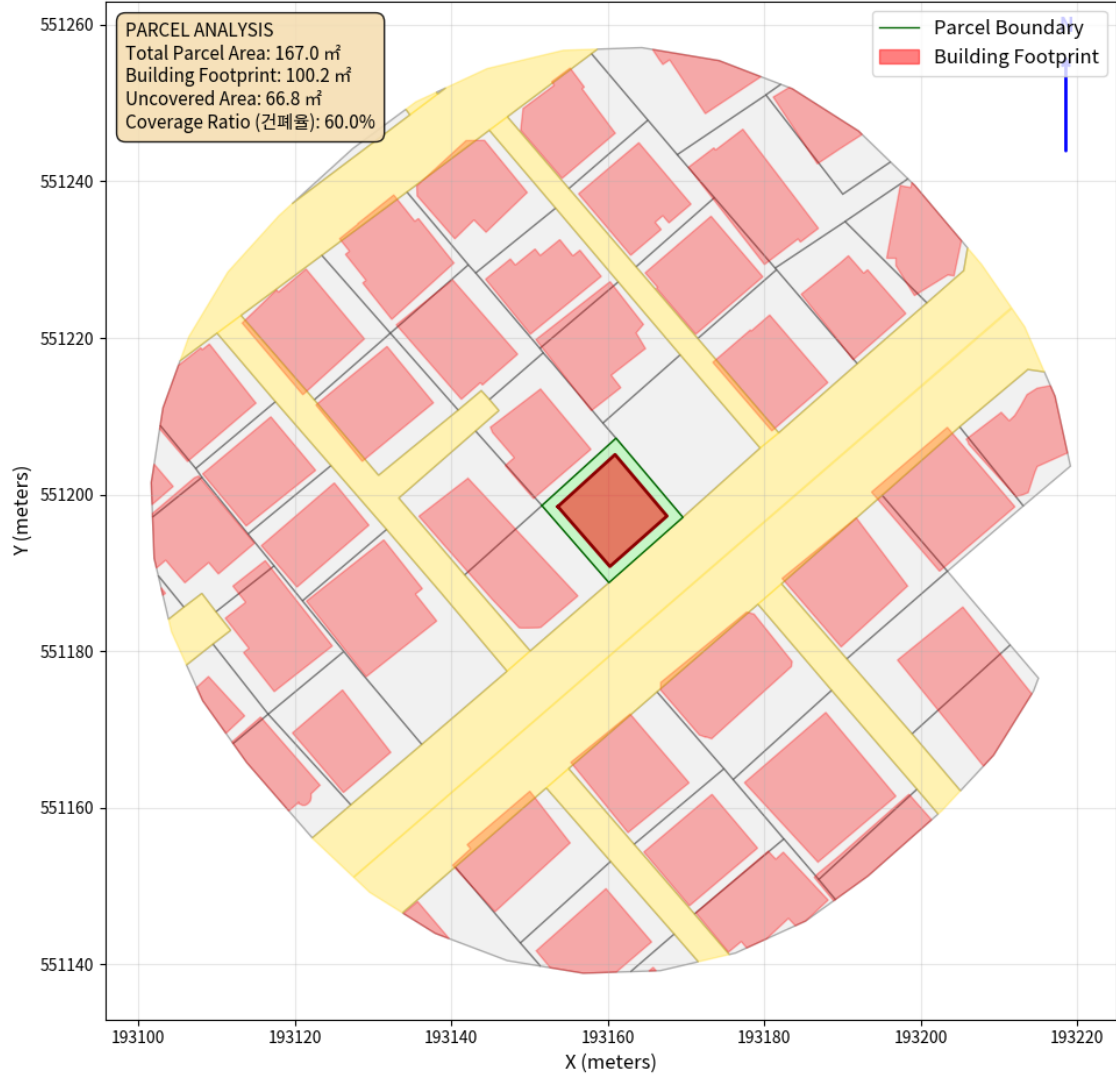 PARCEL ANALYSIS
Total Parcel Area: 167.0 ㎡
Building Footprint: 100.2 ㎡
Uncovered Area: 66.8 ㎡
Coverage Ratio (건폐율): 60.0%
Parcel Boundary
Building Footprint
N
551260
551240
551220
551200
551180
551160
551140
Y (meters)
193100
193120
193140
193160
193180
193200
193220
X (meters)